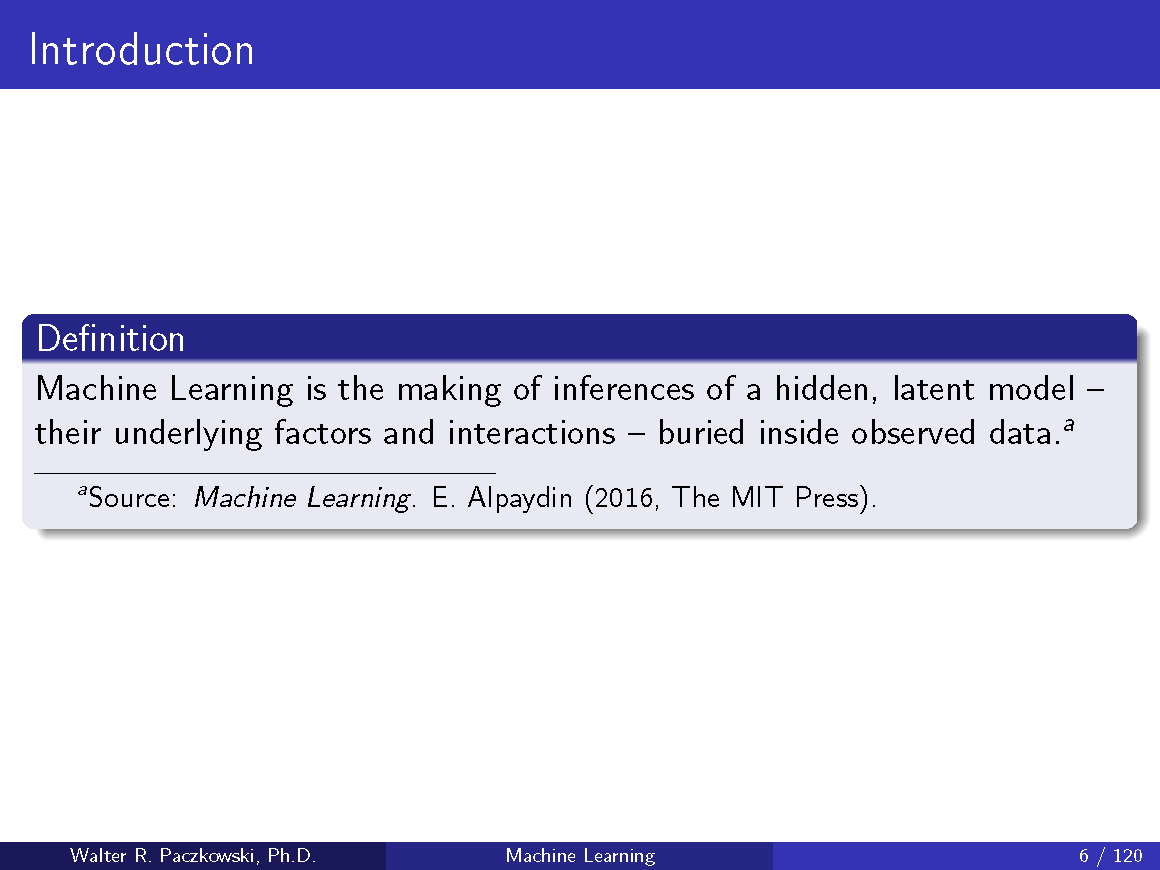 Introduction
Definition
Machine Learning is the making of inferences of a hidden, latent model –
their underlying factors and interactions – buried inside observed data.a
aSource: Machine Learning. E. Alpaydin (2016, The MIT Press).
Walter R. Paczkowski, Ph.D.
Machine Learning
6 / 120